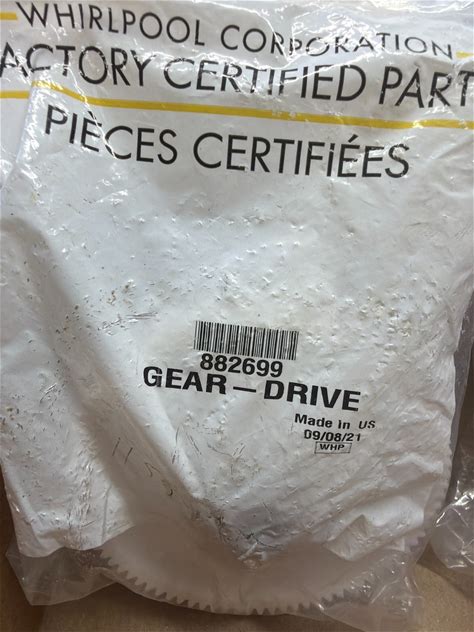 WHIRLPOOL CORPORATION
ACTORY CERTIFIED PART
PIÈCES CERTIFIÉES
882699
GEAR-DRIVE
Made in US
09/08/21
WHP